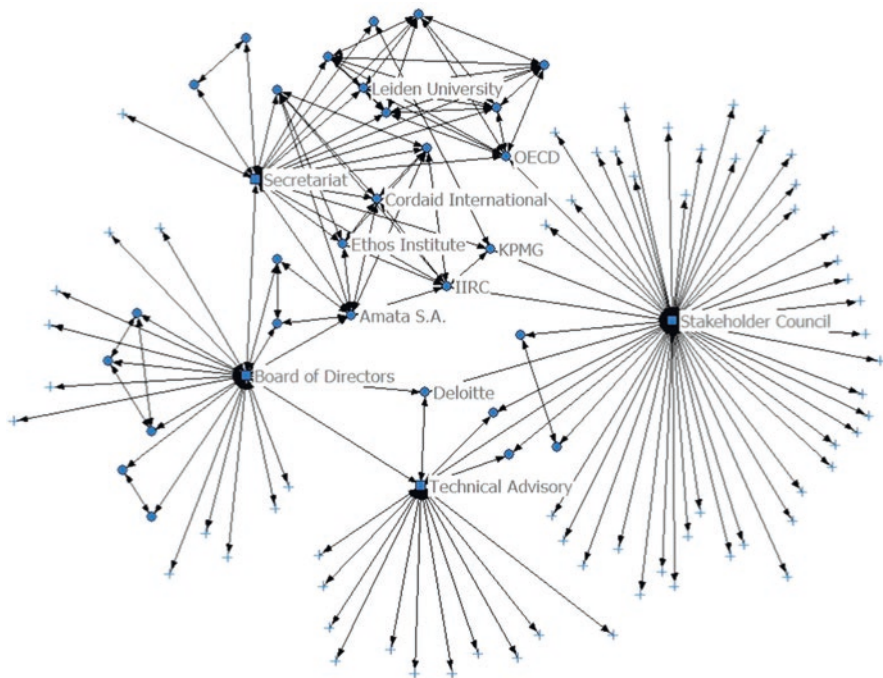 Leiden University
OECD
Secretariat
Cordaid International
Ethos Institute
KPMG
IIRC
Amata S.A.
Stakeholder Council
Board of Directors
Deloitte
Technical Advisory